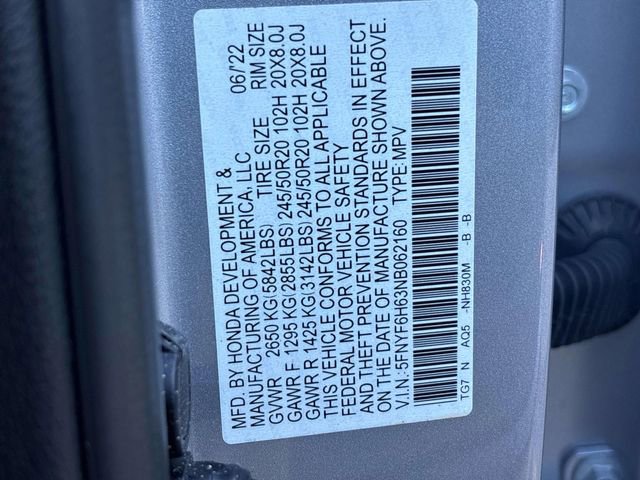 MFD. BY HONDA DEVELOPMENT &
MANUFACTURING OF AMERICA, LLC 06/22
GVWR 2650 KG(5842LBS) TIRE SIZE RIM SIZE
GAWR F 1295 KG(2855LBS) 245/50R20 102H 20X8.0J
GAWR R 1425 KG(3142LBS) 245/50R20 102H 20X8.0J
THIS VEHICLE CONFORMS TO ALL APPLICABLE
FEDERAL MOTOR VEHICLE SAFETY
AND THEFT PREVENTION STANDARDS IN EFFECT
ON THE DATE OF MANUFACTURE SHOWN ABOVE.
V.I.N.: 5FNYF6H63NB062160 TYPE: MPV
TG7 N AQ5 -NH830M -B -B